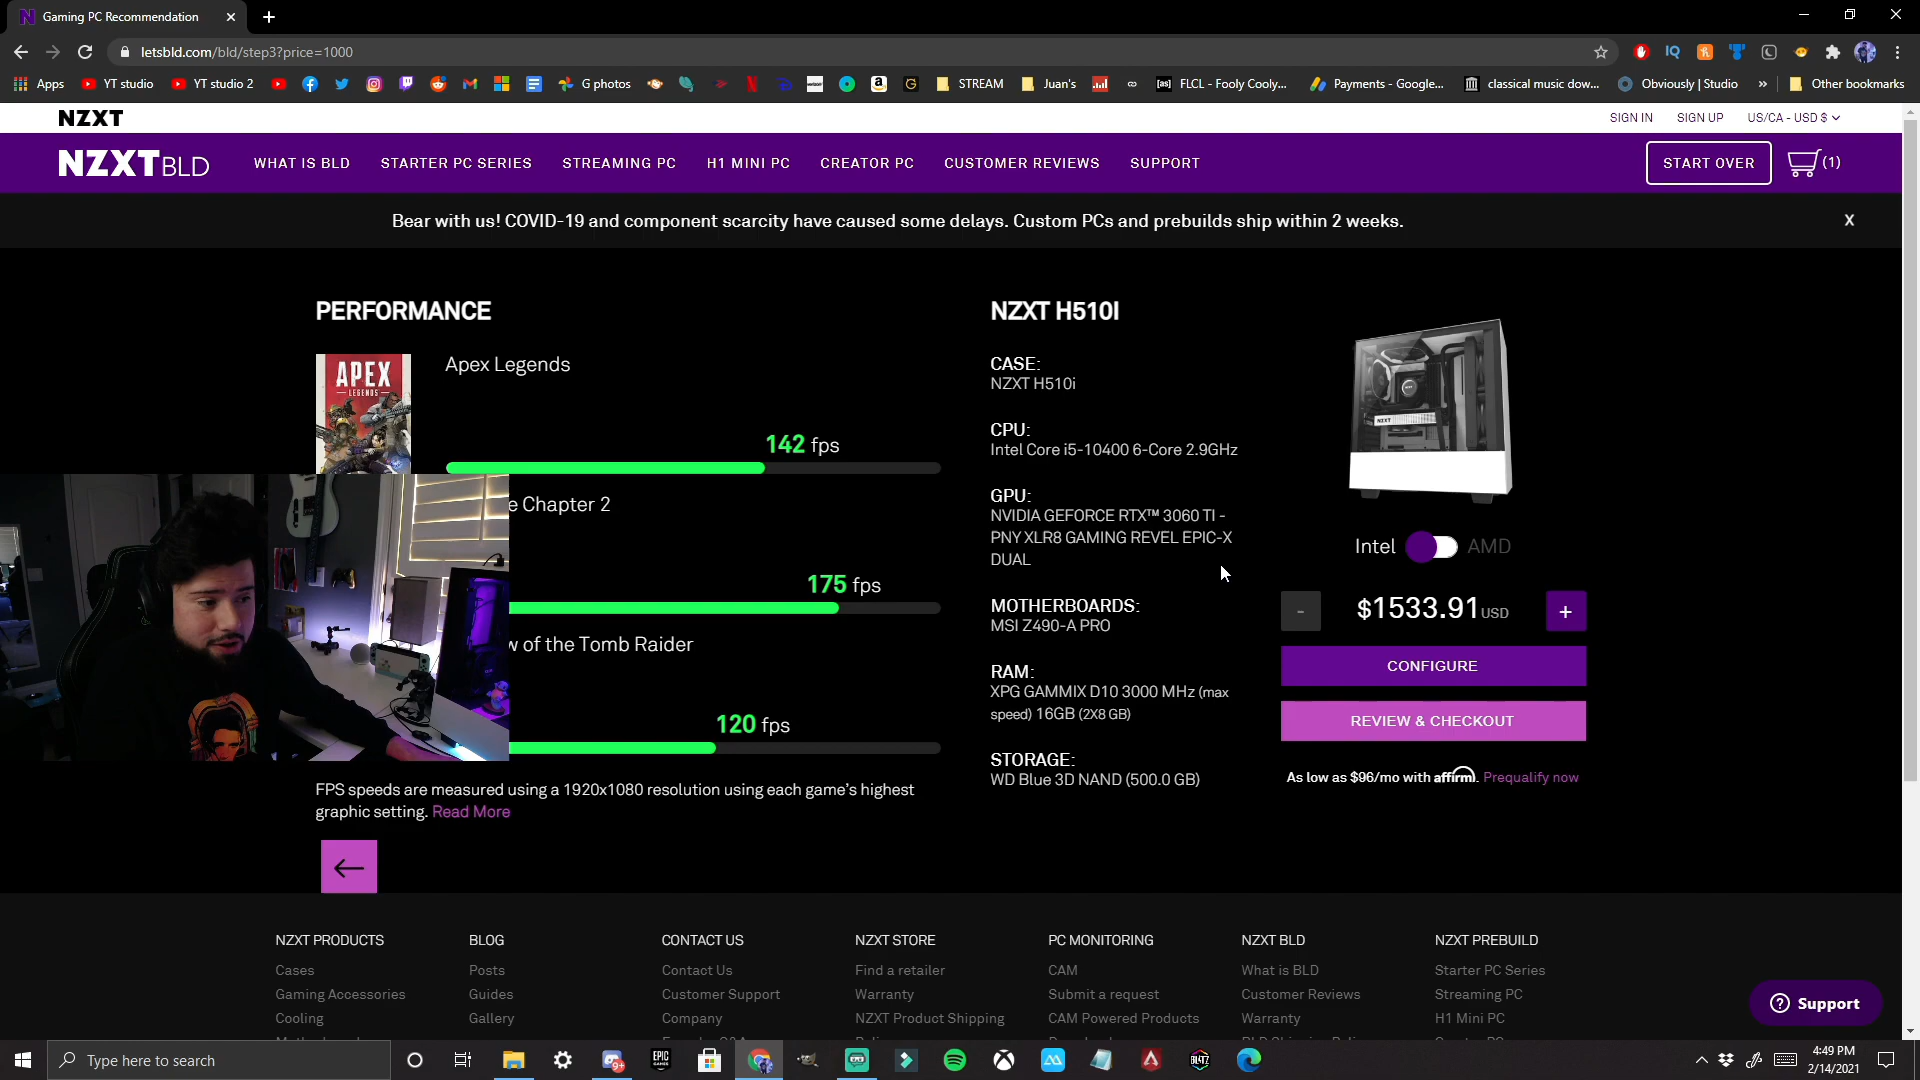 Gaming PC Recommendation
letsbld.com/bld/step3?price=1000
Apps
YT studio
YT studio 2
G photos
STREAM
Juan's
FLCL - Fooly Cooly...
Payments - Google...
classical music dow...
Obviously | Studio
»
Other bookmarks
NZXT
SIGN IN
SIGN UP
US/CA - USD $
NZXT BLD
WHAT IS BLD
STARTER PC SERIES
STREAMING PC
H1 MINI PC
CREATOR PC
CUSTOMER REVIEWS
SUPPORT
START OVER
(1)
Bear with us! COVID-19 and component scarcity have caused some delays. Custom PCs and prebuilds ship within 2 weeks.
X
PERFORMANCE
APEX
LEGENDS
Apex Legends
142 fps
e Chapter 2
175 fps
w of the Tomb Raider
120 fps
FPS speeds are measured using a 1920x1080 resolution using each game's highest
graphic setting. Read More
NZXT H510I
CASE:
NZXT H510i
CPU:
Intel Core i5-10400 6-Core 2.9GHz
GPU:
NVIDIA GEFORCE RTX™ 3060 TI -
PNY XLR8 GAMING REVEL EPIC-X
DUAL
MOTHERBOARDS:
MSI Z490-A PRO
RAM:
XPG GAMMIX D10 3000 MHz (max
speed) 16GB (2X8 GB)
STORAGE:
WD Blue 3D NAND (500.0 GB)
NZXT
Intel
AMD
-
$1533.91 USD
+
CONFIGURE
REVIEW & CHECKOUT
As low as $96/mo with affirm. Prequalify now
NZXT PRODUCTS
Cases
Gaming Accessories
Cooling
BLOG
Posts
Guides
Gallery
CONTACT US
Contact Us
Customer Support
Company
NZXT STORE
Find a retailer
Warranty
NZXT Product Shipping
PC MONITORING
CAM
Submit a request
CAM Powered Products
NZXT BLD
What is BLD
Customer Reviews
Warranty
NZXT PREBUILD
Starter PC Series
Streaming PC
H1 Mini PC
Support
Type here to search
4:49 PM
2/14/2021